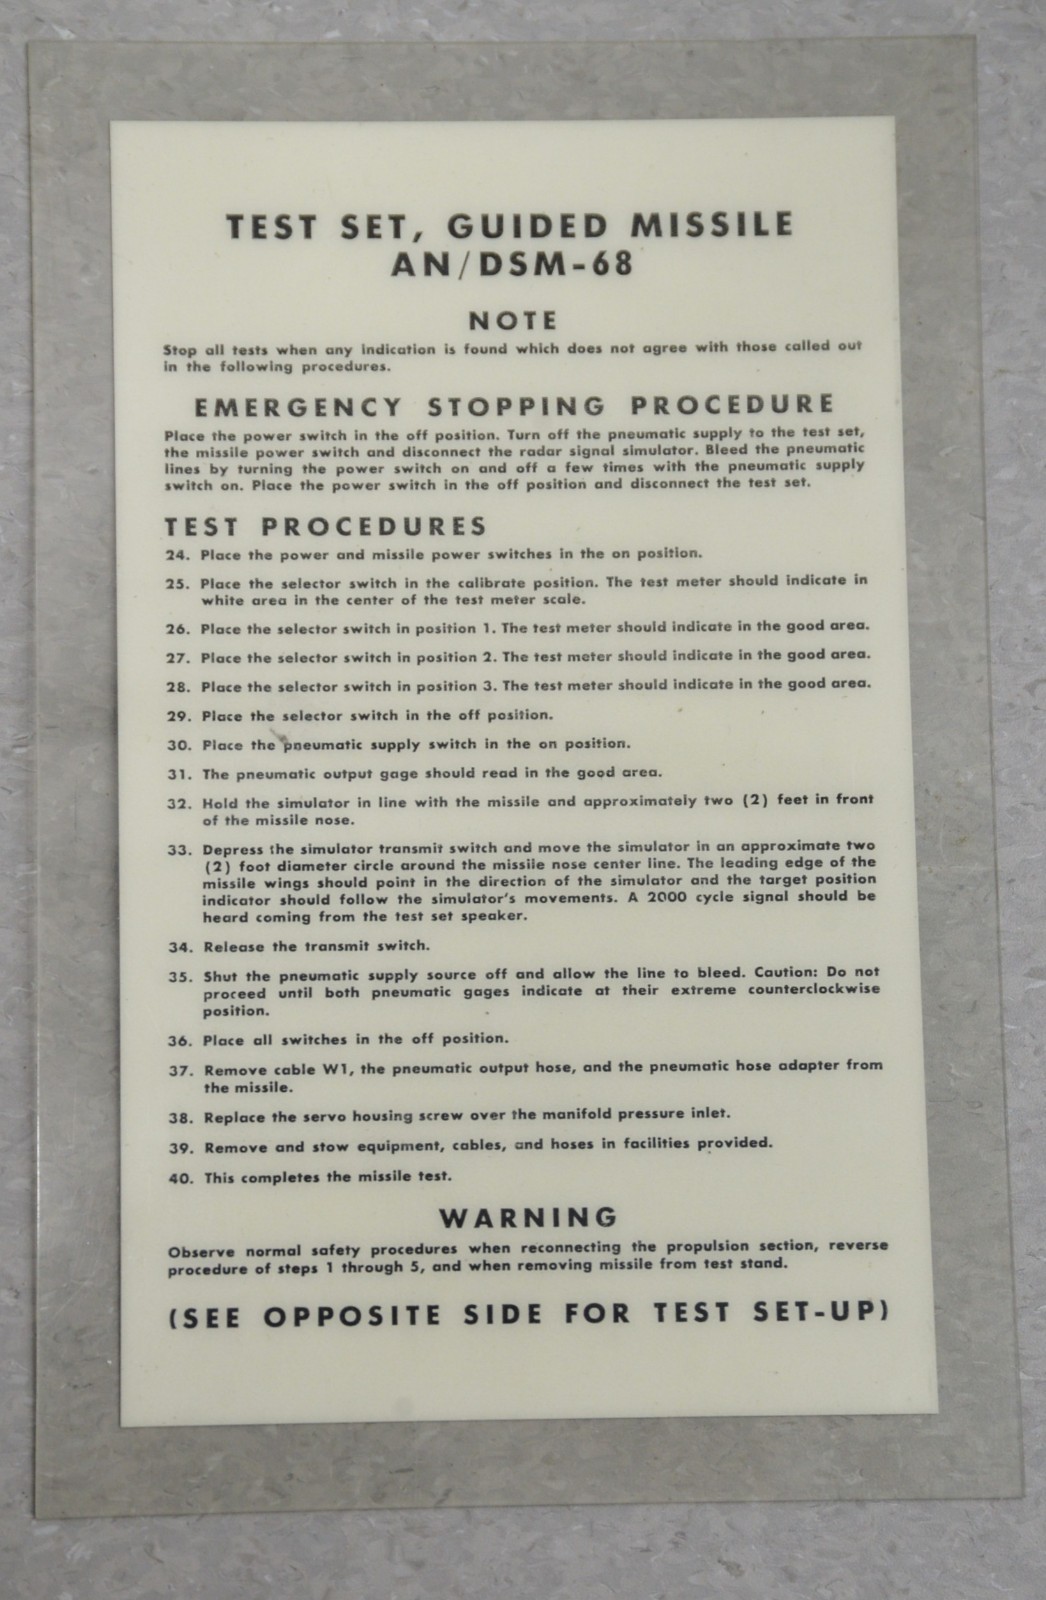 TEST SET, GUIDED MISSILE
AN/DSM-68
NOTE
Stop all tests when any indication is found which does not agree with those called out
in the following procedures.
EMERGENCY STOPPING PROCEDURE
Place the power switch in the off position. Turn off the pneumatic supply to the test set,
the missile power switch and disconnect the radar signal simulator. Bleed the pneumatic
lines by turning the power switch on and off a few times with the pneumatic supply
switch on. Place the power switch in the off position and disconnect the test set.
TEST PROCEDURES
24. Place the power and missile power switches in the on position.
25. Place the selector switch in the calibrate position. The test meter should indicate in
white area in the center of the test meter scale.
26. Place the selector switch in position 1. The test meter should indicate in the good area.
27. Place the selector switch in position 2. The test meter should indicate in the good area.
28. Place the selector switch in position 3. The test meter should indicate in the good area.
29. Place the selector switch in the off position.
30. Place the pneumatic supply switch in the on position.
31. The pneumatic output gage should read in the good area.
32. Hold the simulator in line with the missile and approximately two (2) feet in front
of the missile nose.
33. Depress the simulator transmit switch and move the simulator in an approximate two
(2) foot diameter circle around the missile nose center line. The leading edge of the
missile wings should point in the direction of the simulator and the target position
indicator should follow the simulator's movements. A 2000 cycle signal should be
heard coming from the test set speaker.
34. Release the transmit switch.
35. Shut the pneumatic supply source off and allow the line to bleed. Caution: Do not
proceed until both pneumatic gages indicate at their extreme counterclockwise
position.
36. Place all switches in the off position.
37. Remove cable W1, the pneumatic output hose, and the pneumatic hose adapter from
the missile.
38. Replace the servo housing screw over the manifold pressure inlet.
39. Remove and stow equipment, cables, and hoses in facilities provided.
40. This completes the missile test.
WARNING
Observe normal safety procedures when reconnecting the propulsion section, reverse
procedure of steps 1 through 5, and when removing missile from test stand.
(SEE OPPOSITE SIDE FOR TEST SET-UP)